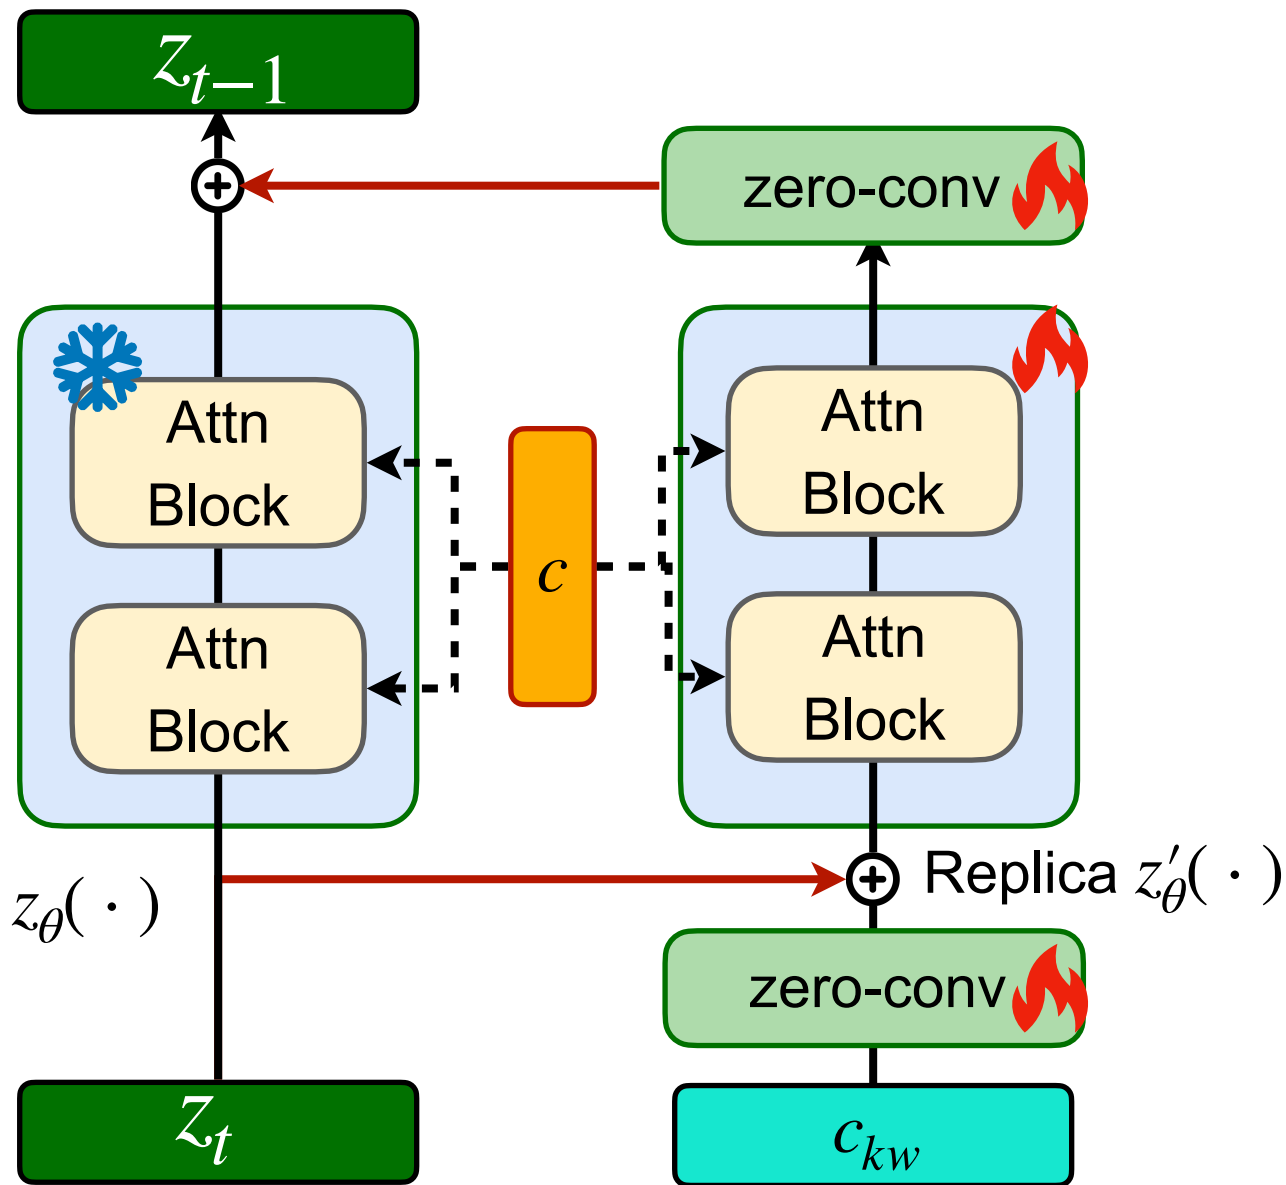 z_{t−1}
zero-conv
Attn
Block
Attn
Block
c
Attn
Block
Attn
Block
z_θ( · )
Replica z′_θ( · )
zero-conv
z_t
c_{kw}